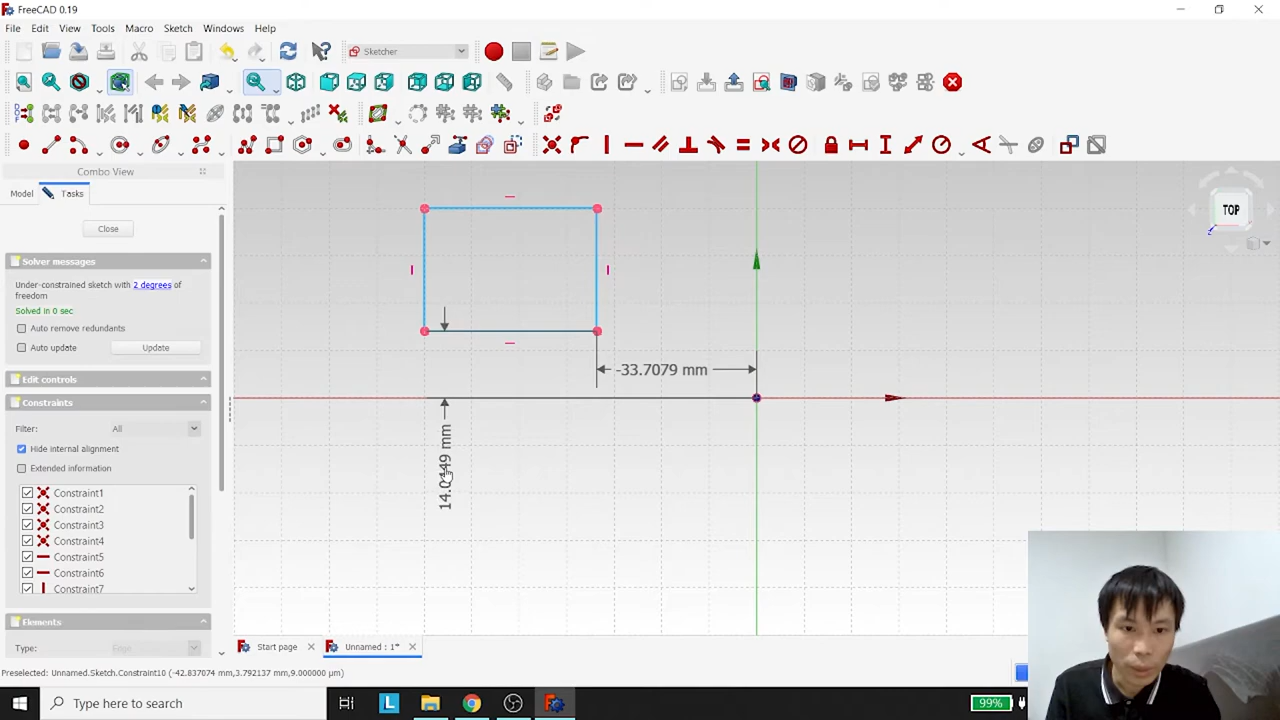 FreeCAD 0.19
File Edit View Tools Macro Sketch Windows Help
Sketcher
Combo View
Model Tasks
Close
Solver messages
Under-constrained sketch with 2 degrees of
freedom
Solved in 0 sec
Auto remove redundants
Auto update Update
Edit controls
Constraints
Filter: All
Hide internal alignment
Extended information
Constraint1
Constraint2
Constraint3
Constraint4
Constraint5
Constraint6
Constraint7
Elements
Type: Edge
-33.7079 mm
TOP
Start page
Unnamed : 1*
Preselected: Unnamed.Sketch.Constraint10 (-42.837074 mm,3.792137 mm,9.000000 µm)
Type here to search
L
99%